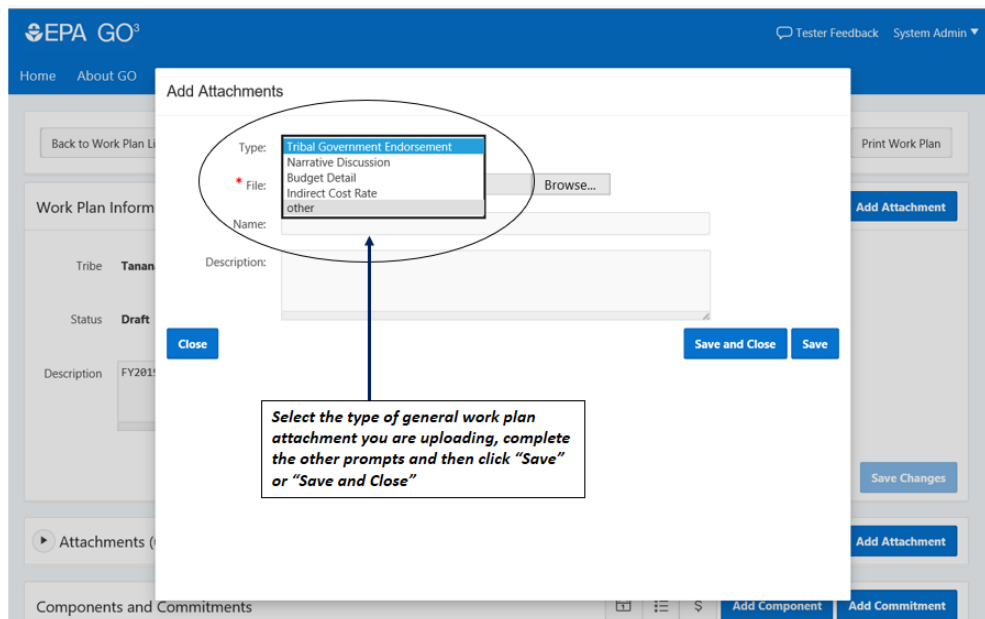 EPA GO³
Tester Feedback System Admin
Home About GO
Add Attachments
Back to Work Plan Li
Print Work Plan
Type:
Tribal Government Endorsement
Narrative Discussion
Budget Detail
Indirect Cost Rate
other
* File:
Browse...
Name:
Description:
Work Plan Inform
Add Attachment
Tribe Tanan
Status Draft
Description FY201
Close
Save and Close Save
Select the type of general work plan
attachment you are uploading, complete
the other prompts and then click “Save”
or “Save and Close”
Save Changes
Attachments (
Add Attachment
Components and Commitments
$
Add Component Add Commitment